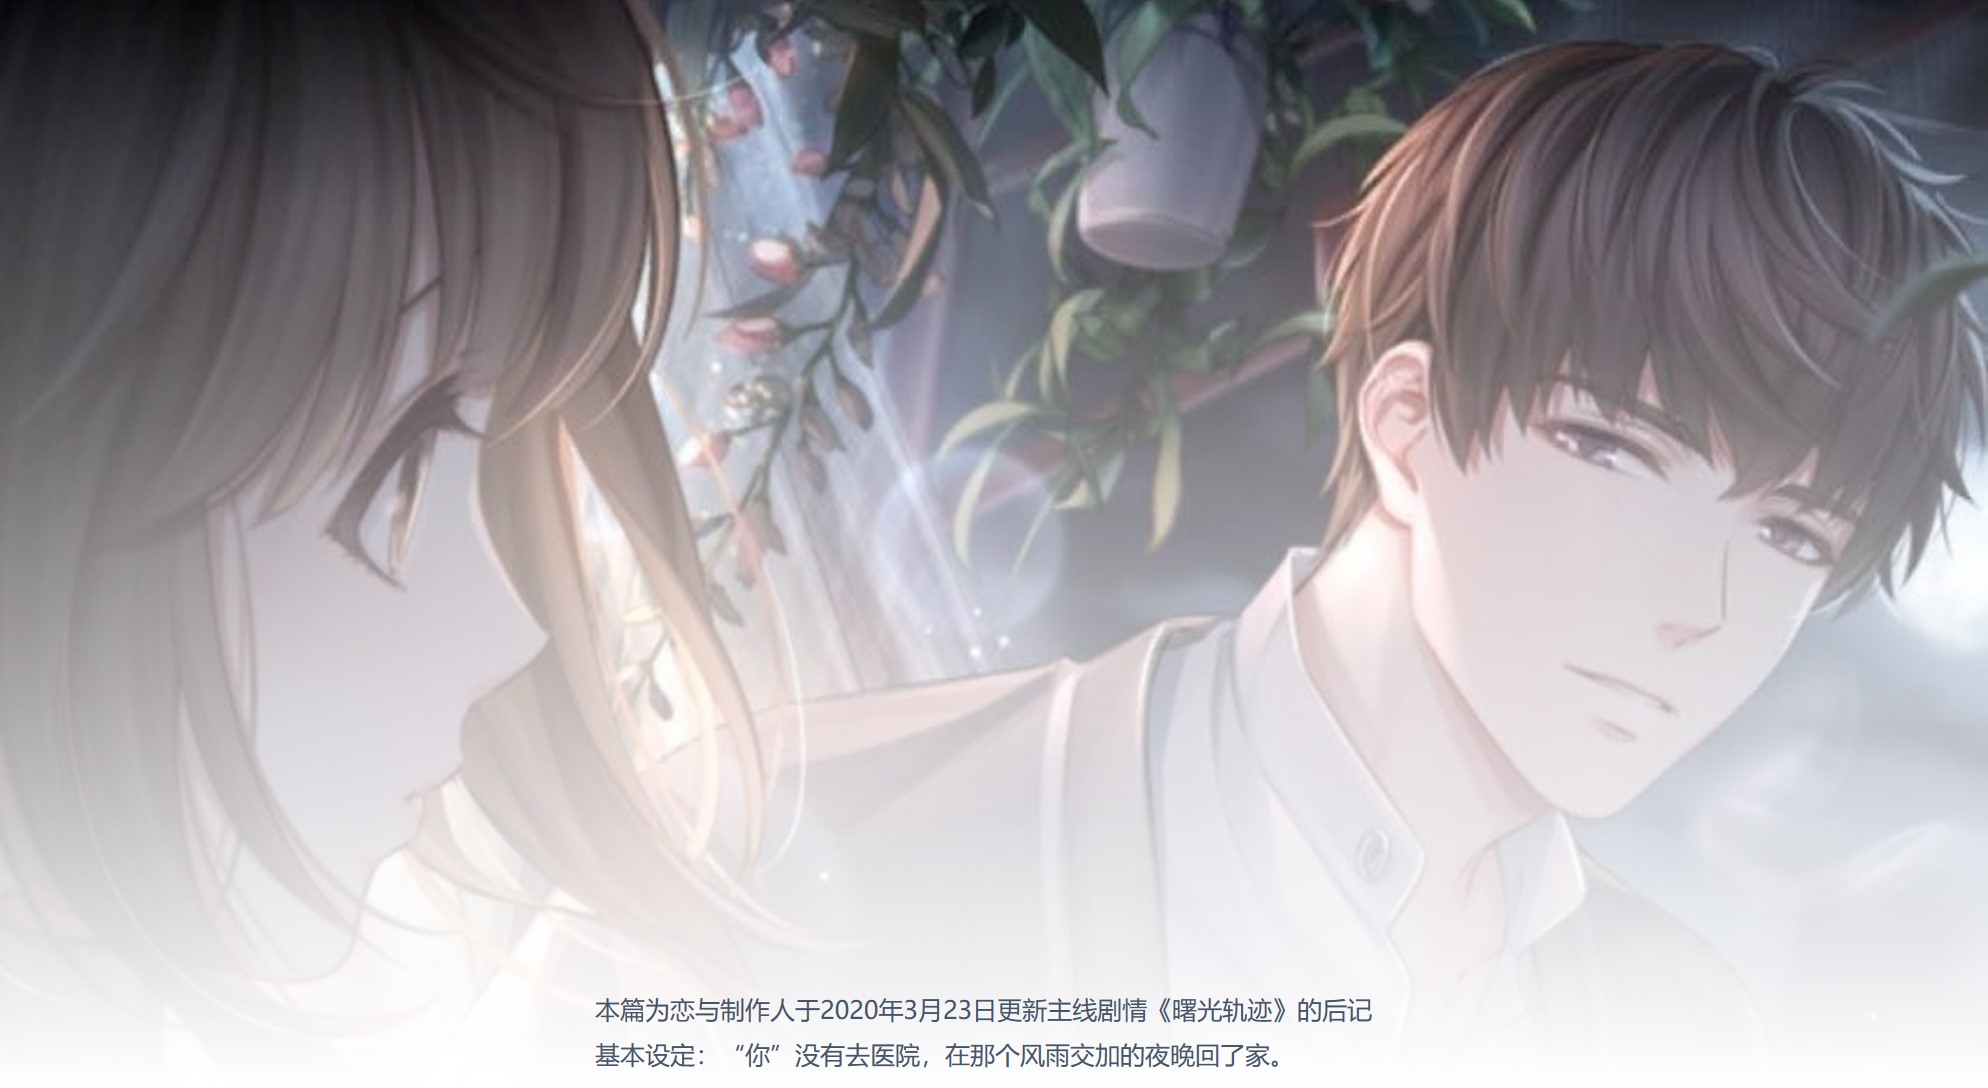 本篇为恋与制作人于2020年3月23日更新主线剧情《曙光轨迹》的后记
基本设定：“你”没有去医院，在那个风雨交加的夜晚回了家。